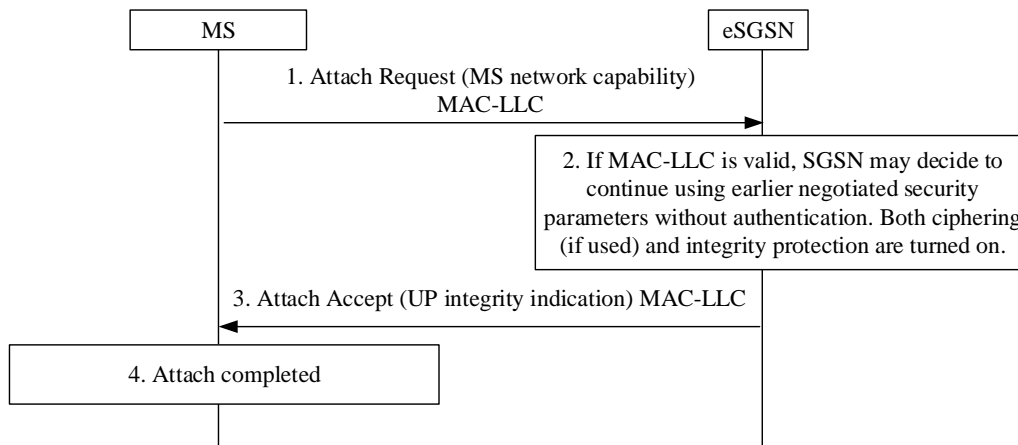 MS
eSGSN
1. Attach Request (MS network capability)
MAC-LLC
2. If MAC-LLC is valid, SGSN may decide to
continue using earlier negotiated security
parameters without authentication. Both ciphering
(if used) and integrity protection are turned on.
3. Attach Accept (UP integrity indication) MAC-LLC
4. Attach completed